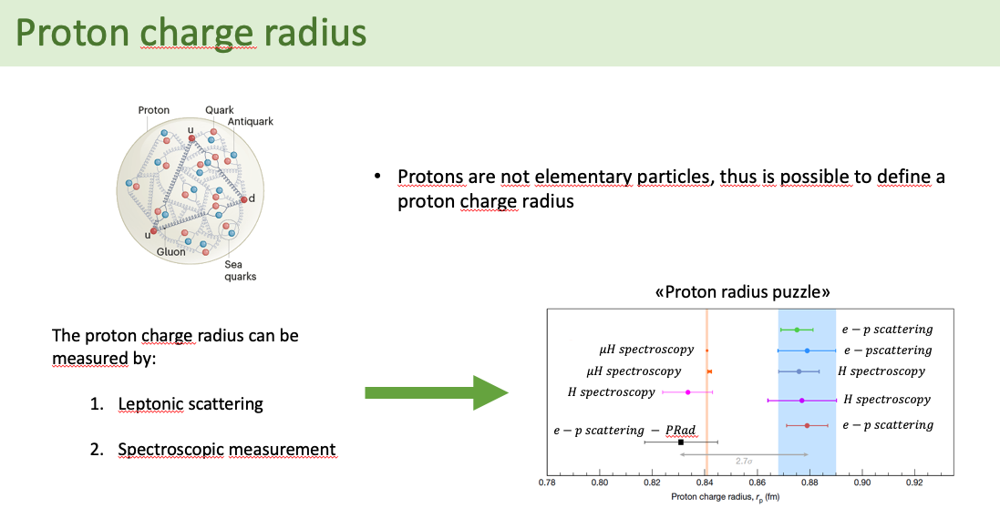 Proton charge radius
Proton
Quark
Antiquark
u
d
u
Gluon
Sea
quarks
• Protons are not elementary particles, thus is possible to define a
proton charge radius
The proton charge radius can be
measured by:
1. Leptonic scattering
2. Spectroscopic measurement
«Proton radius puzzle»
e − p scattering
μH spectroscopy
e − pscattering
μH spectroscopy
H spectroscopy
H spectroscopy
H spectroscopy
e − p scattering
e − p scattering − PRad
2,7σ
0.78 0.80 0.82 0.84 0.86 0.88 0.90 0.92
Proton charge radius, rp (fm)